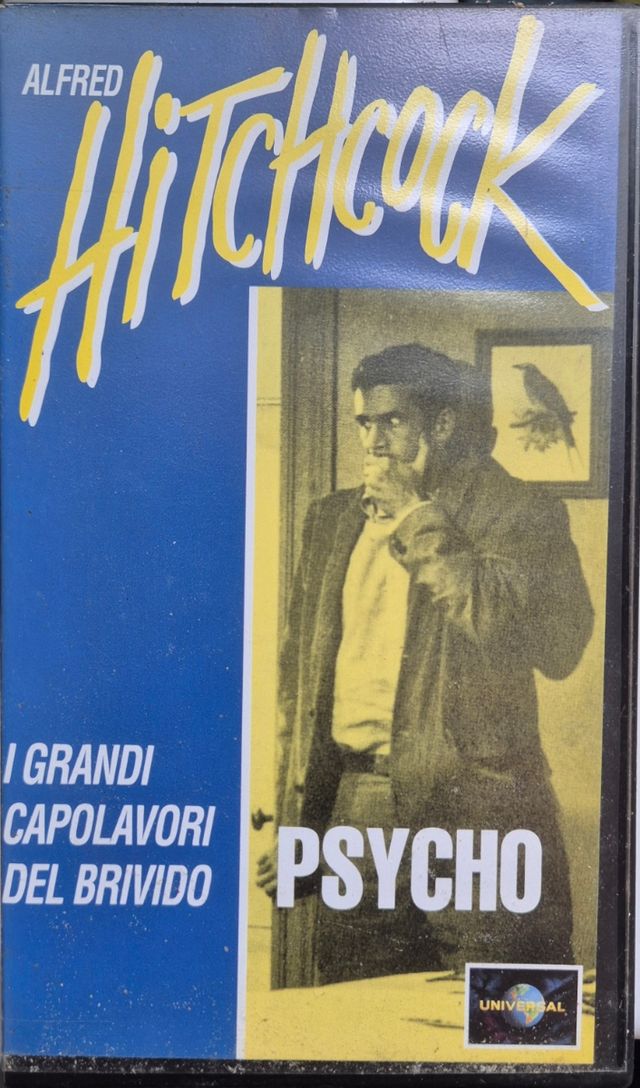 ALFRED
HiTCHCOCK
I GRANDI
CAPOLAVORI
DEL BRIVIDO
PSYCHO
UNIVERSAL